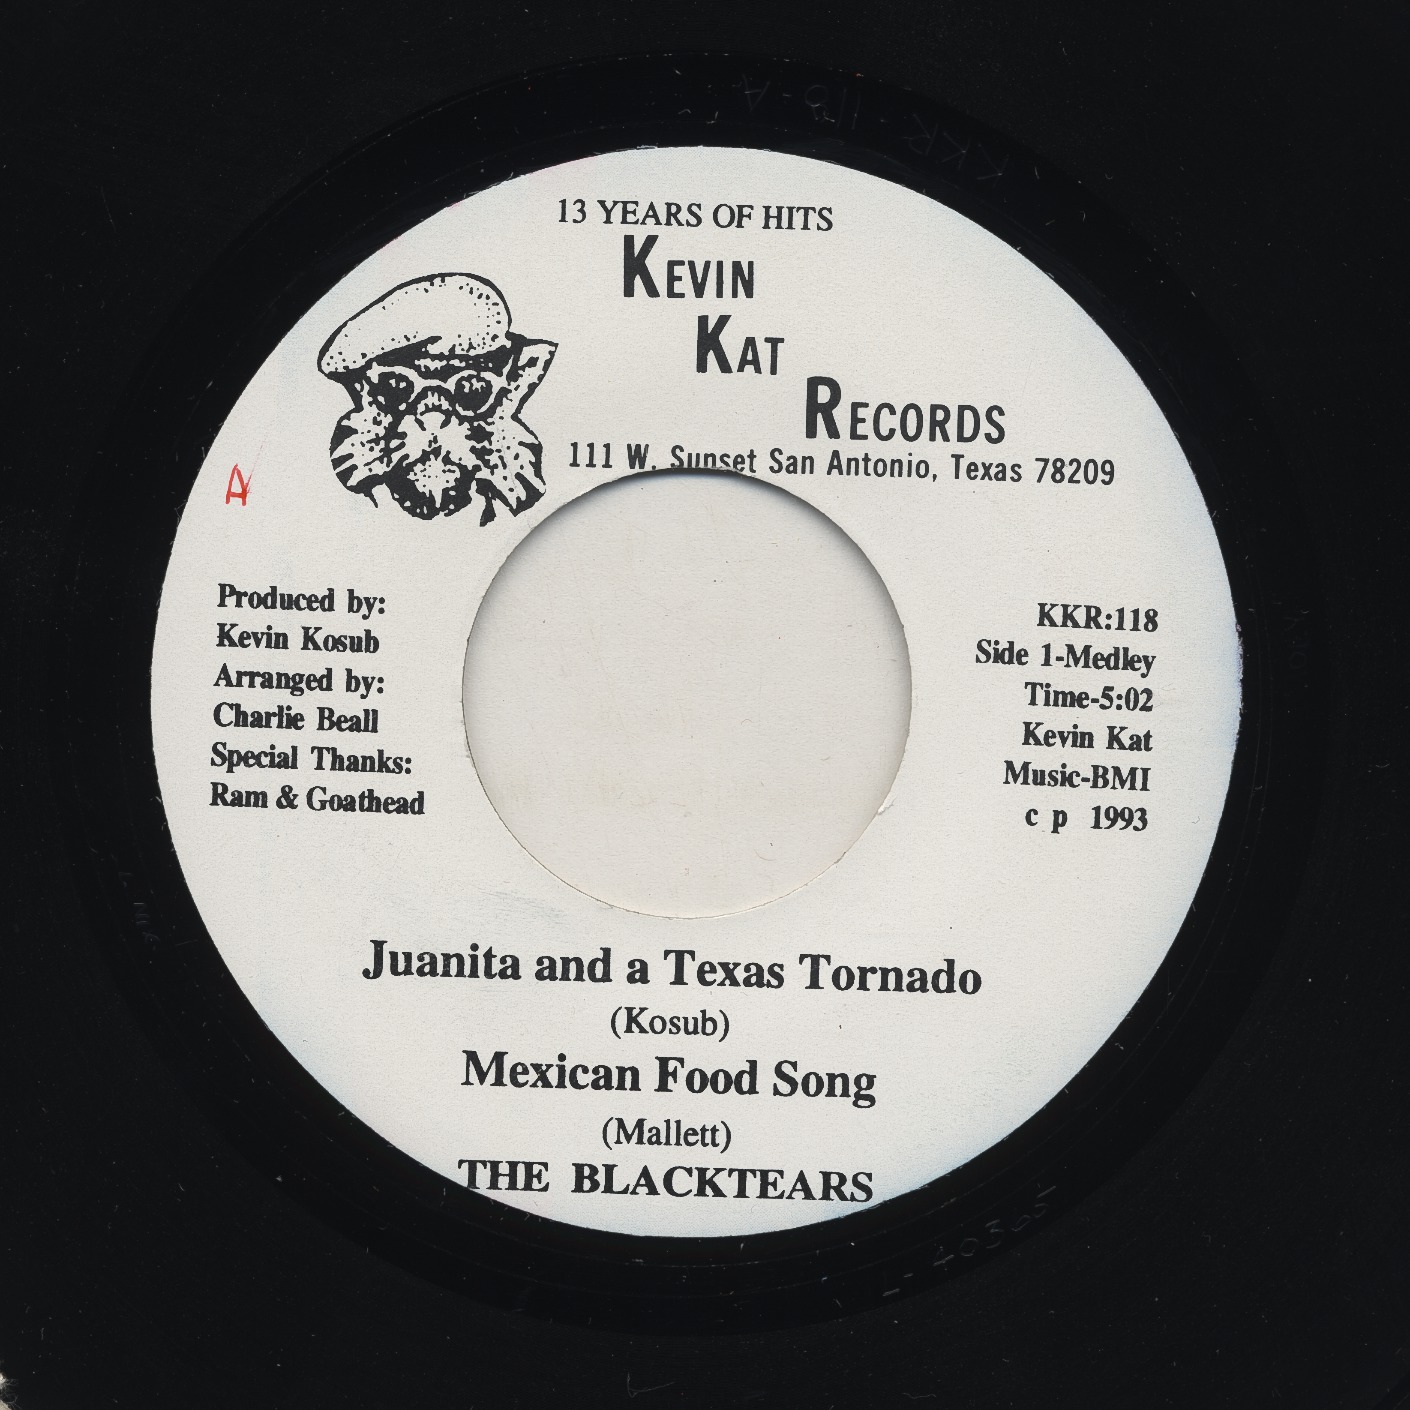 13 YEARS OF HITS
KEVIN
KAT
RECORDS
111 W. Sunset San Antonio, Texas 78209
A
Produced by:
Kevin Kosub
Arranged by:
Charlie Beall
Special Thanks:
Ram & Goathead
KKR:118
Side 1-Medley
Time-5:02
Kevin Kat
Music-BMI
c p 1993
Juanita and a Texas Tornado
(Kosub)
Mexican Food Song
(Mallett)
THE BLACKTEARS
KKR-118-A